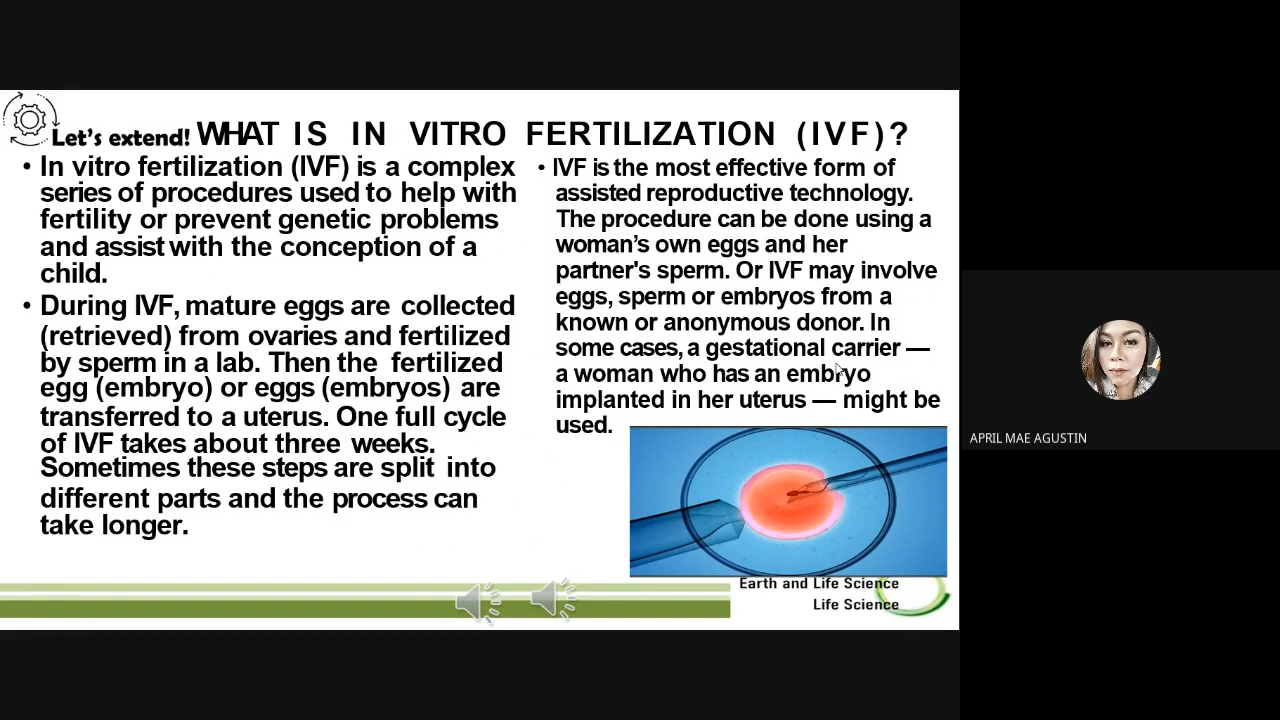 Let's extend! WHAT IS IN VITRO FERTILIZATION (IVF)?
• In vitro fertilization (IVF) is a complex
series of procedures used to help with
fertility or prevent genetic problems
and assist with the conception of a
child.
• During IVF, mature eggs are collected
(retrieved) from ovaries and fertilized
by sperm in a lab. Then the fertilized
egg (embryo) or eggs (embryos) are
transferred to a uterus. One full cycle
of IVF takes about three weeks.
Sometimes these steps are split into
different parts and the process can
take longer.
• IVF is the most effective form of
assisted reproductive technology.
The procedure can be done using a
woman's own eggs and her
partner's sperm. Or IVF may involve
eggs, sperm or embryos from a
known or anonymous donor. In
some cases, a gestational carrier —
a woman who has an embryo
implanted in her uterus — might be
used.
Earth and Life Science
Life Science
APRIL MAE AGUSTIN